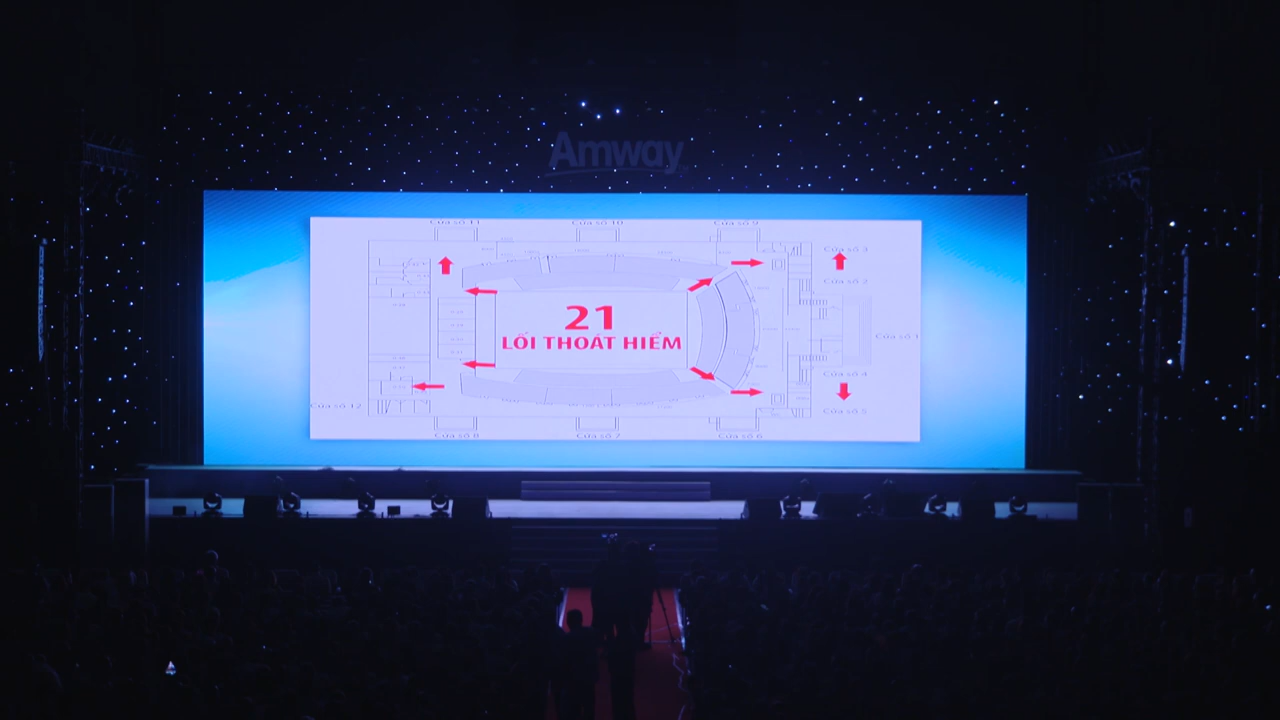 Amway
Cửa số 11
Cửa số 10
Cửa số 9
Cửa số 3
Cửa số 2
21
LỐI THOÁT HIỂM
Cửa số 1
Cửa số 4
Cửa số 12
Cửa số 5
Cửa số 8
Cửa số 7
Cửa số 6